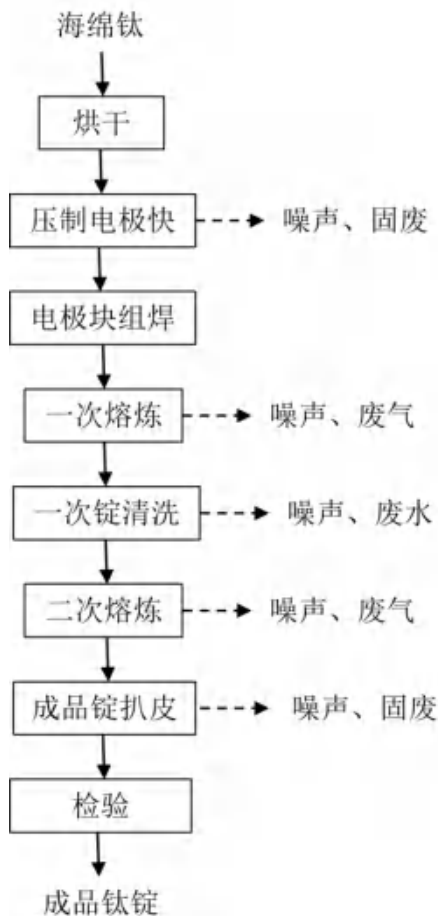 海绵钛
烘干
压制电极快
噪声、固废
电极块组焊
一次熔炼
噪声、废气
一次锭清洗
噪声、废水
二次熔炼
噪声、废气
成品锭扒皮
噪声、固废
检验
成品钛锭